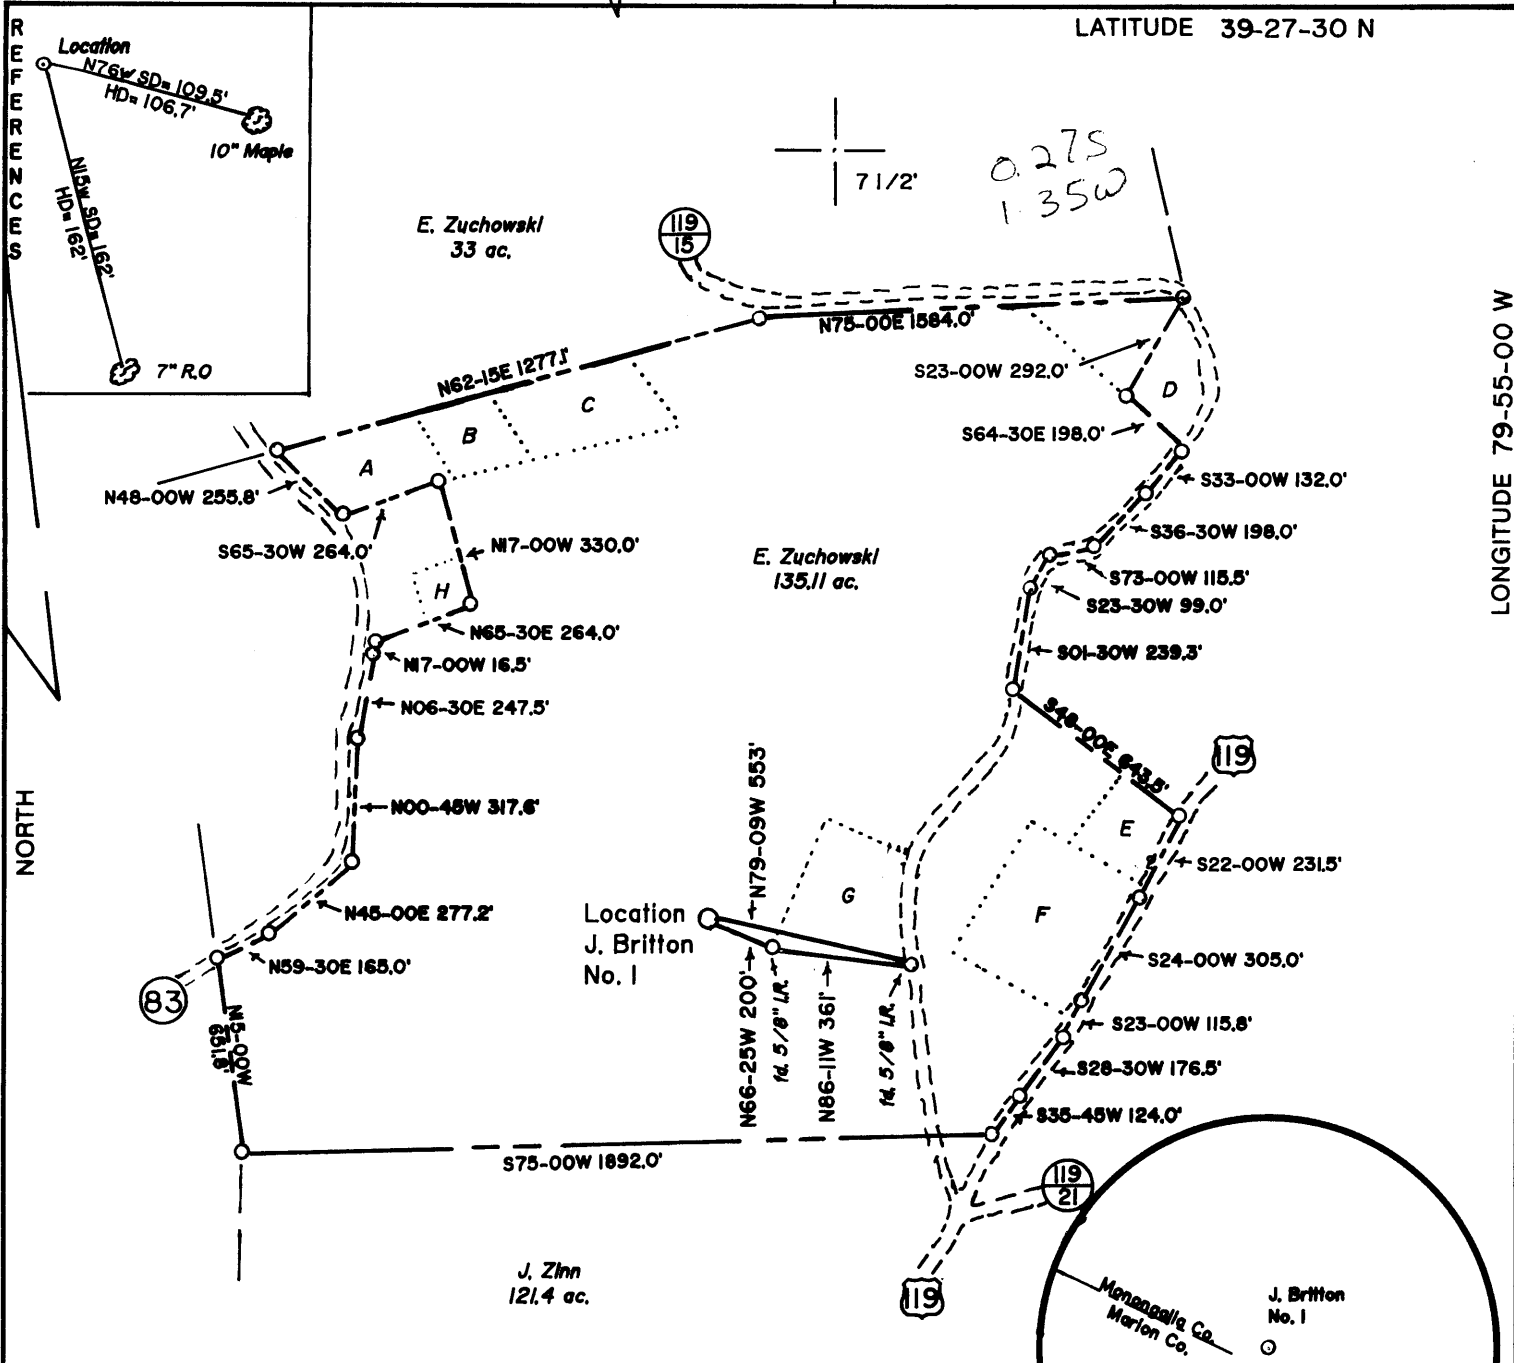 LATITUDE 39-27-30 N
REFERENCES
Location
N76w SD= 109.5'
HD= 106.7'
10" Maple
N15w SD= 162'
HD= 162'
7" R.O
7 1/2'
0.27S
1.35W
E. Zuchowski
33 ac.
119
15
N75-00E 1584.0'
N62-15E 1277.1'
S23-00W 292.0'
D
S64-30E 198.0'
LONGITUDE 79-55-00 W
C
B
A
N48-00W 255.8'
S65-30W 264.0'
N17-00W 330.0'
H
N65-30E 264.0'
N17-00W 16.5'
N06-30E 247.5'
N00-45W 317.6'
N45-00E 277.2'
N59-30E 165.0'
83
N15-00W
651.8'
NORTH
E. Zuchowski
135.11 ac.
S33-00W 132.0'
S36-30W 198.0'
S73-00W 115.5'
S23-30W 99.0'
S01-30W 239.3'
S48-00E 643.5'
119
E
S22-00W 231.5'
F
G
S24-00W 305.0'
S23-00W 115.8'
S28-30W 176.5'
S35-45W 124.0'
N79-09W 553'
Location
J. Britton
No. 1
N66-25W 200'
fd. 5/8" I.R.
N86-11W 361'
fd. 5/8" I.R.
S75-00W 1892.0'
119
21
119
J. Zinn
121.4 ac.
Monongalia Co.
Marion Co.
J. Britton
No. 1